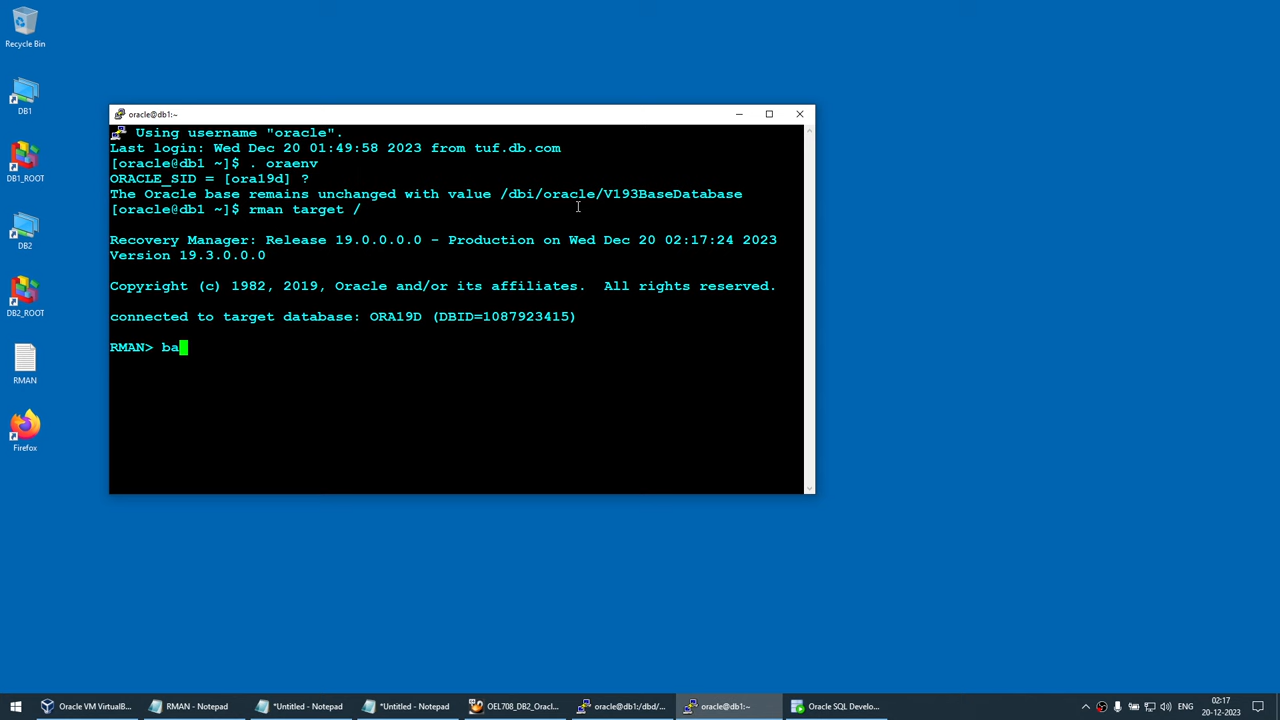 Recycle Bin
DB1
DB1_ROOT
DB2
DB2_ROOT
RMAN
Firefox
oracle@db1:~
Using username "oracle".
Last login: Wed Dec 20 01:49:58 2023 from tuf.db.com
[oracle@db1 ~]$ . oraenv
ORACLE_SID = [ora19d] ?
The Oracle base remains unchanged with value /dbi/oracle/V193BaseDatabase
[oracle@db1 ~]$ rman target /
Recovery Manager: Release 19.0.0.0.0 - Production on Wed Dec 20 02:17:24 2023
Version 19.3.0.0.0
Copyright (c) 1982, 2019, Oracle and/or its affiliates.  All rights reserved.
connected to target database: ORA19D (DBID=1087923415)
RMAN> ba
Oracle VM VirtualB...
RMAN - Notepad
*Untitled - Notepad
*Untitled - Notepad
OEL708_DB2_Oracl...
oracle@db1:/dbd/...
oracle@db1:~
Oracle SQL Develo...
ENG
02:17
20-12-2023